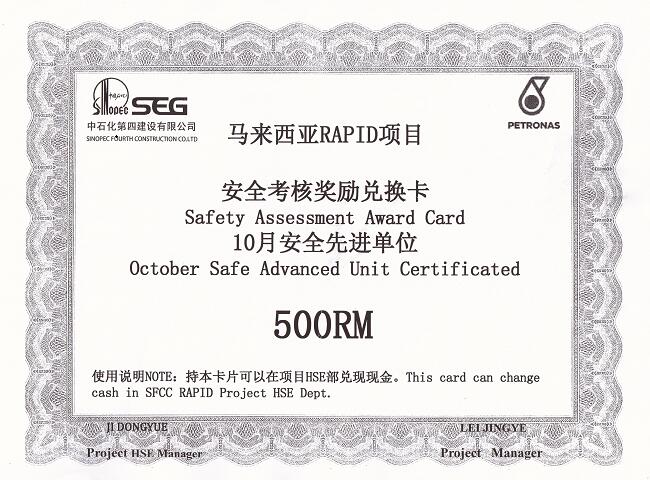 SINOPEC SEG
中石化第四建设有限公司
SINOPEC FOURTH CONSTRUCTION CO.LTD
PETRONAS
马来西亚RAPID项目
安全考核奖励兑换卡
Safety Assessment Award Card
10月安全先进单位
October Safe Advanced Unit Certificated
500RM
使用说明NOTE：持本卡片可以在项目HSE部兑现现金。This card can change
cash in SFCC RAPID Project HSE Dept.
JI DONGYUE
LEI JINGYE
Project HSE Manager
Project Manager